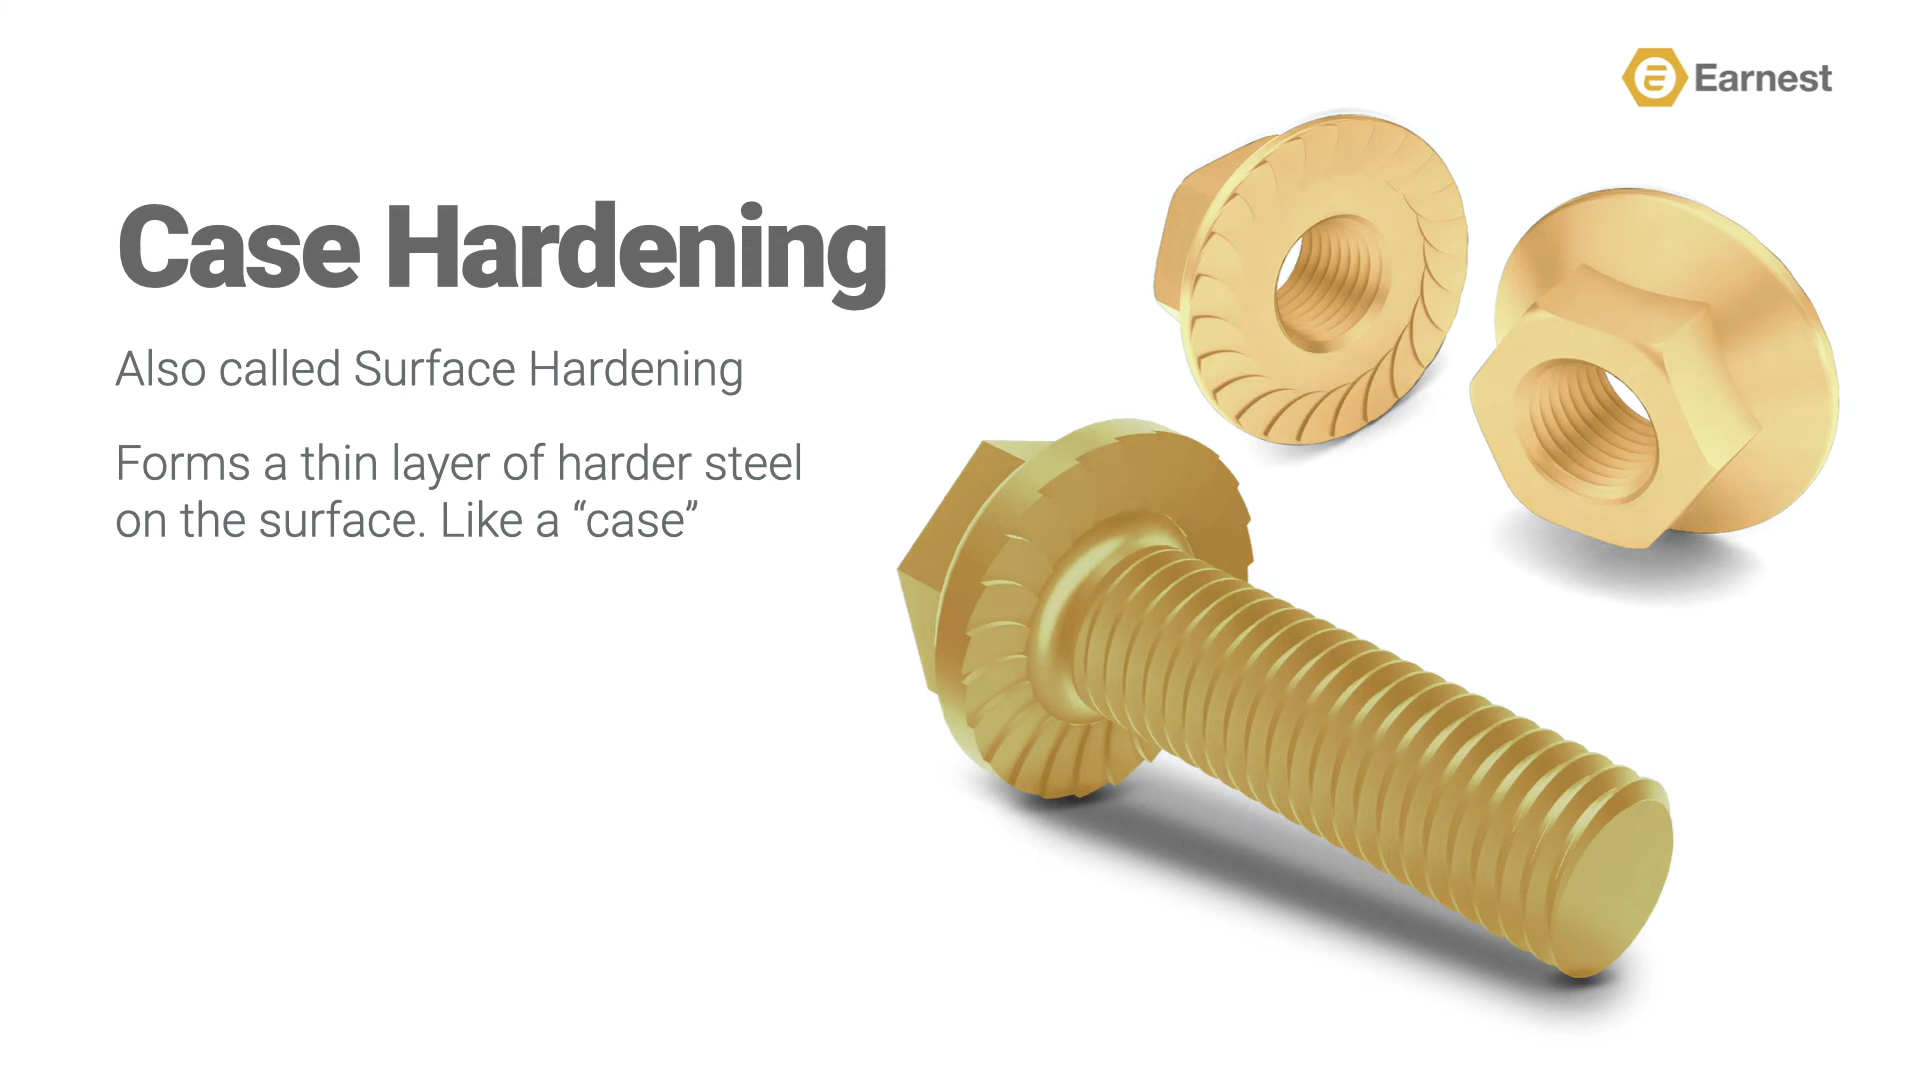 Earnest
Case Hardening
Also called Surface Hardening
Forms a thin layer of harder steel
on the surface. Like a “case”